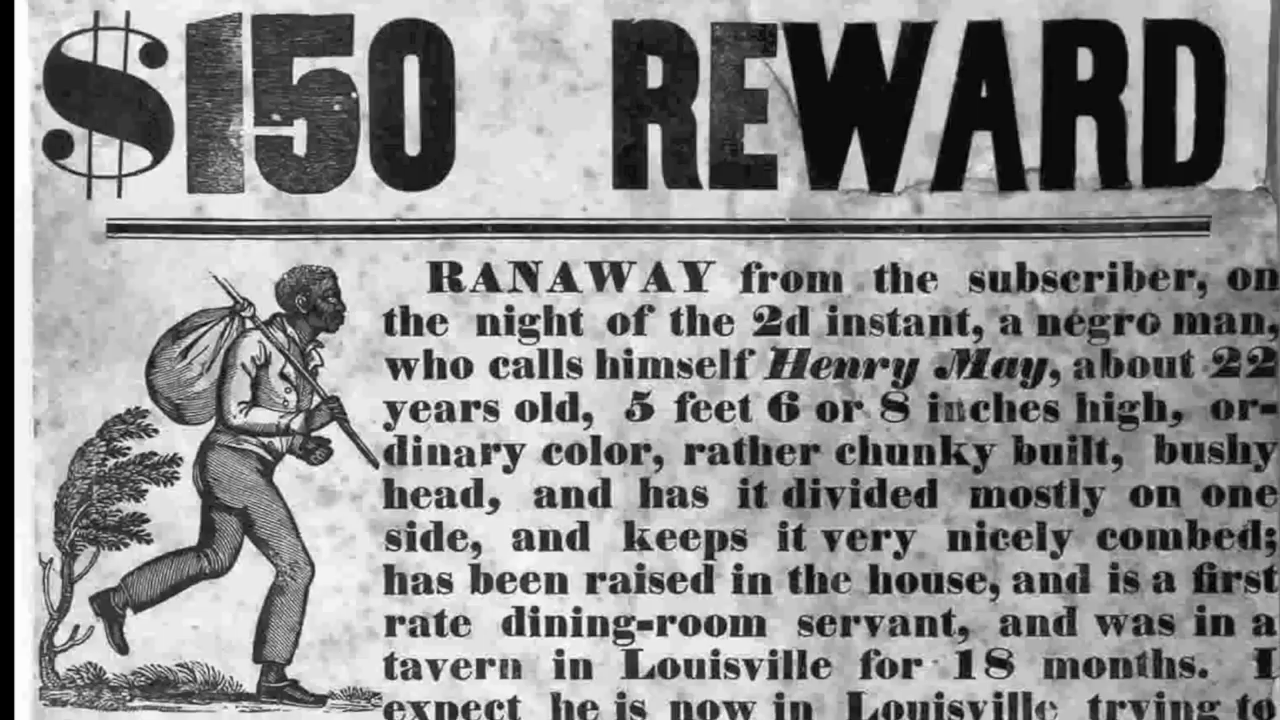 $150 REWARD
RANAWAY from the subscriber, on
the night of the 2d instant, a negro man,
who calls himself Henry May, about 22
years old, 5 feet 6 or 8 inches high, or-
dinary color, rather chunky built, bushy
head, and has it divided mostly on one
side, and keeps it very nicely combed;
has been raised in the house, and is a first
rate dining-room servant, and was in a
tavern in Louisville for 18 months. I
expect he is now in Louisville trying to